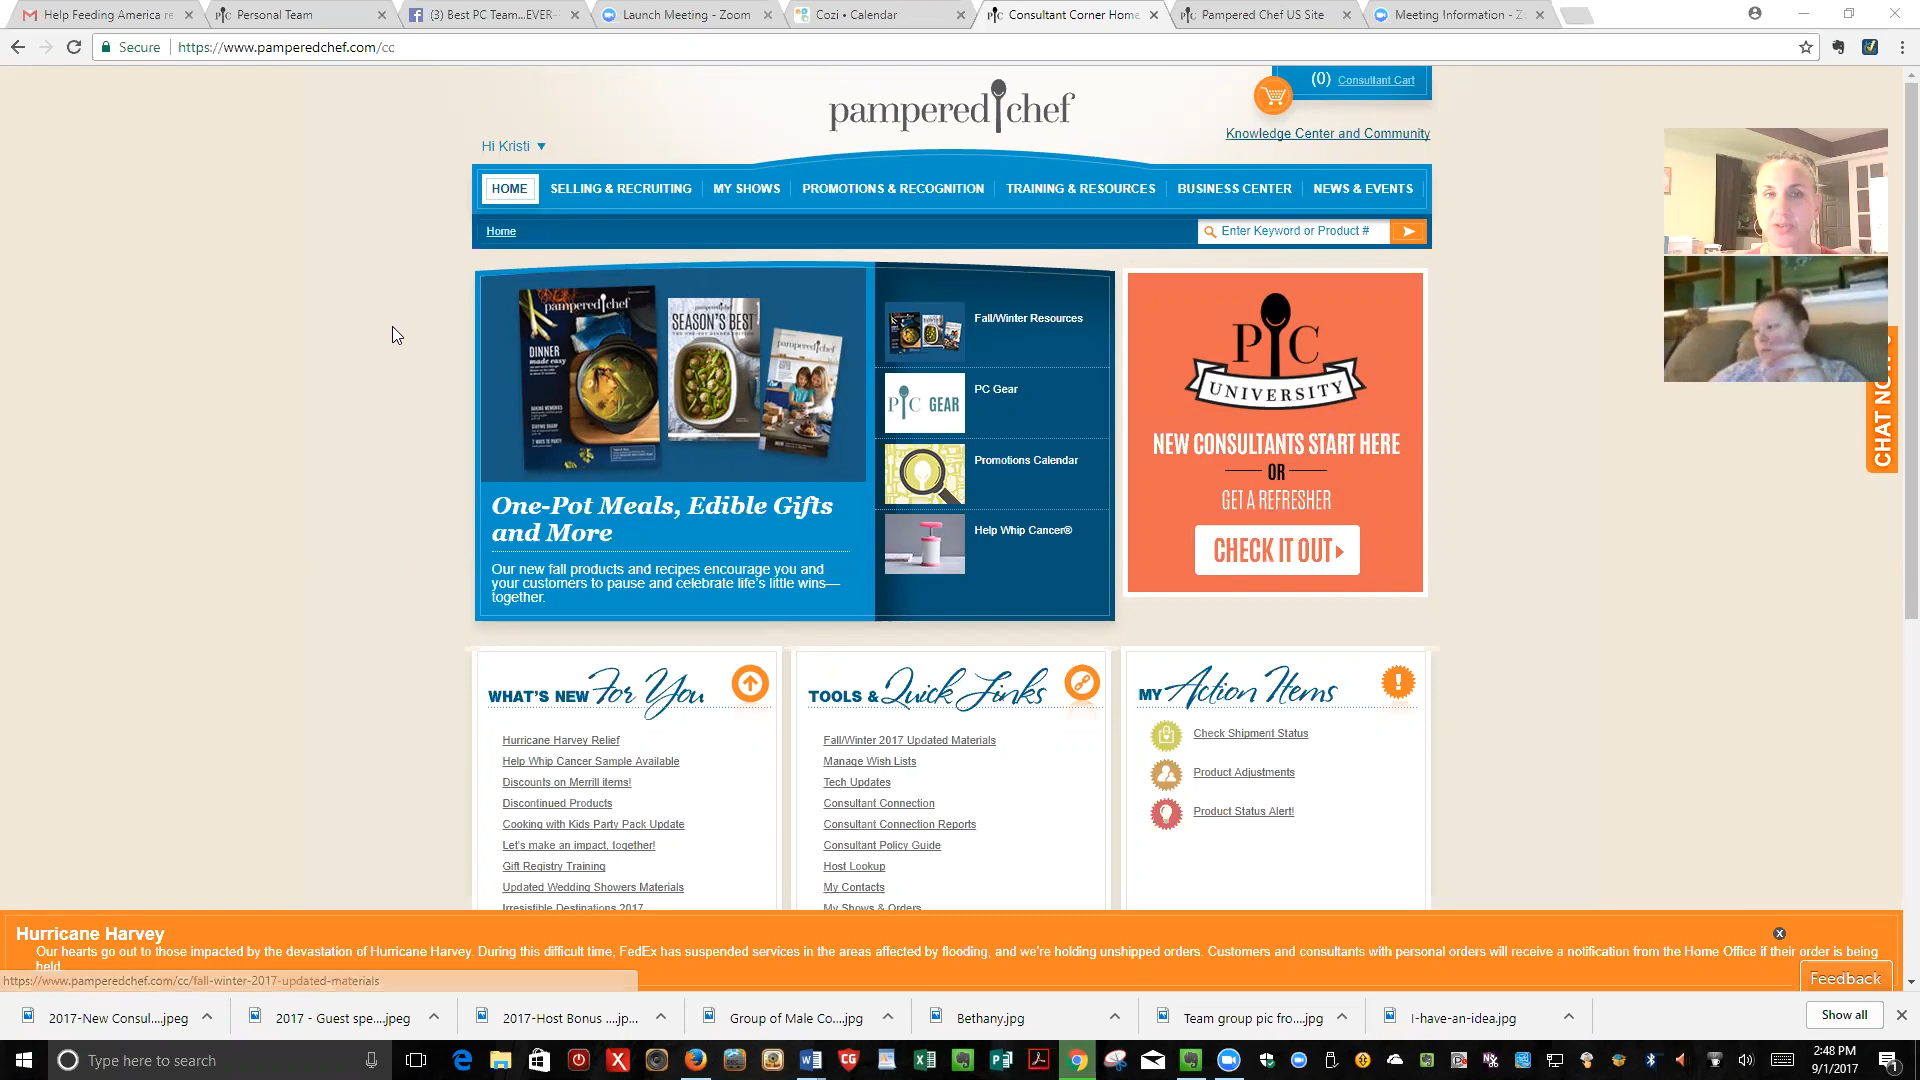 Help Feeding America re
Personal Team
(3) Best PC Team...EVER-
Launch Meeting - Zoom
Cozi • Calendar
Consultant Corner Home
Pampered Chef US Site
Meeting Information - Z
Secure
https://www.pamperedchef.com/cc
(0) Consultant Cart
pampered chef
Knowledge Center and Community
Hi Kristi ▼
HOME
SELLING & RECRUITING
MY SHOWS
PROMOTIONS & RECOGNITION
TRAINING & RESOURCES
BUSINESS CENTER
NEWS & EVENTS
Home
Enter Keyword or Product #
pampered chef
DINNER
made easy
SEASON'S BEST
pampered chef
One-Pot Meals, Edible Gifts
and More
Our new fall products and recipes encourage you and
your customers to pause and celebrate life's little wins—
together.
Fall/Winter Resources
PC GEAR
PC Gear
Promotions Calendar
Help Whip Cancer®
PC
UNIVERSITY
NEW CONSULTANTS START HERE
OR
GET A REFRESHER
CHECK IT OUT
CHAT NO
WHAT'S NEW For You
Hurricane Harvey Relief
Help Whip Cancer Sample Available
Discounts on Merrill items!
Discontinued Products
Cooking with Kids Party Pack Update
Let's make an impact, together!
Gift Registry Training
Updated Wedding Showers Materials
Irresistible Destinations 2017
TOOLS & Quick Links
Fall/Winter 2017 Updated Materials
Manage Wish Lists
Tech Updates
Consultant Connection
Consultant Connection Reports
Consultant Policy Guide
Host Lookup
My Contacts
My Shows & Orders
MY Action Items
Check Shipment Status
Product Adjustments
Product Status Alert!
Hurricane Harvey
Our hearts go out to those impacted by the devastation of Hurricane Harvey. During this difficult time, FedEx has suspended services in the areas affected by flooding, and we're holding unshipped orders. Customers and consultants with personal orders will receive a notification from the Home Office if their order is being
held
https://www.pamperedchef.com/cc/fall-winter-2017-updated-materials
Feedback
2017-New Consul....jpeg
2017 - Guest spe....jpeg
2017-Host Bonus ....jp...
Group of Male Co....jpg
Bethany.jpg
Team group pic fro....jpg
I-have-an-idea.jpg
Show all
Type here to search
2:48 PM
9/1/2017